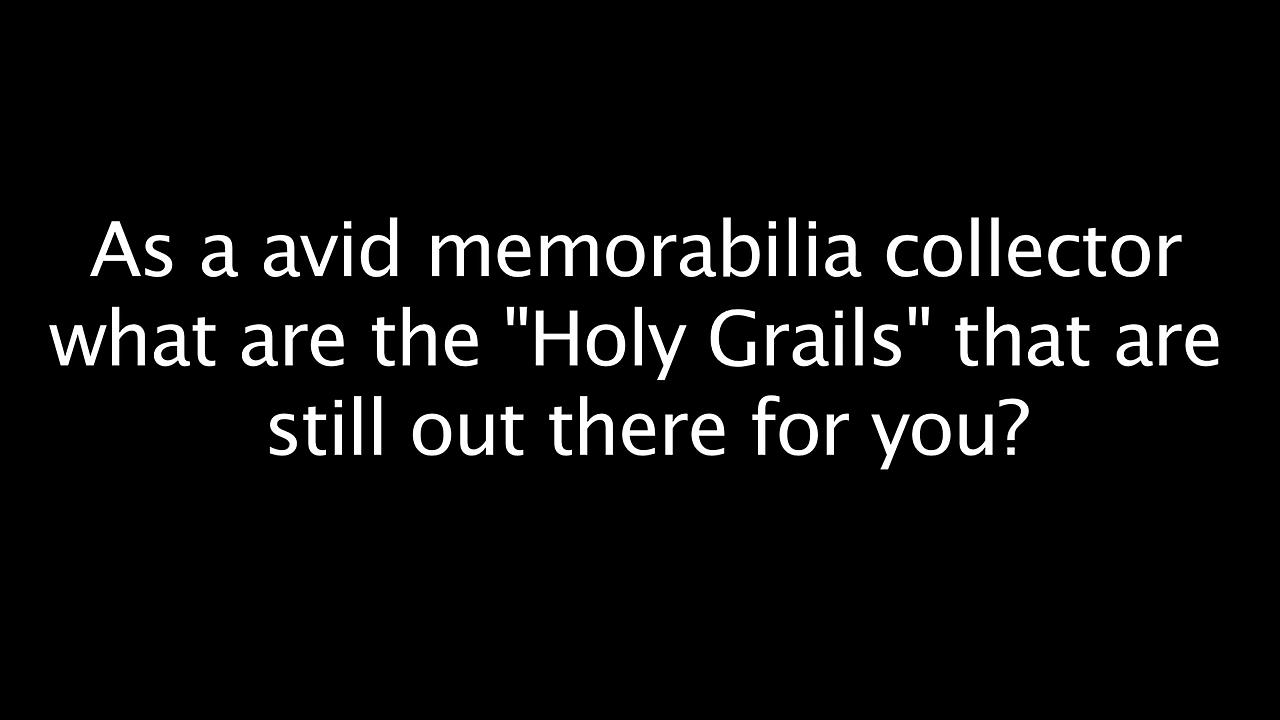 As a avid memorabilia collector
what are the "Holy Grails" that are
still out there for you?